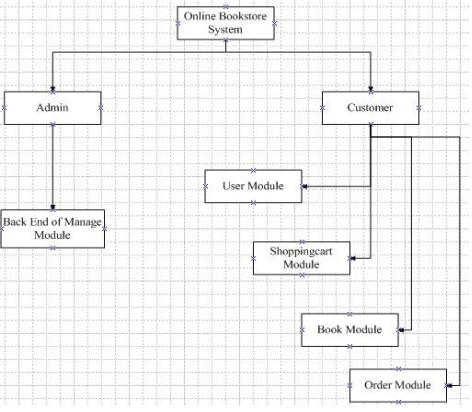 Online Bookstore
System
Admin
Customer
User Module
Back End of Manage
Module
Shoppingcart
Module
Book Module
Order Module